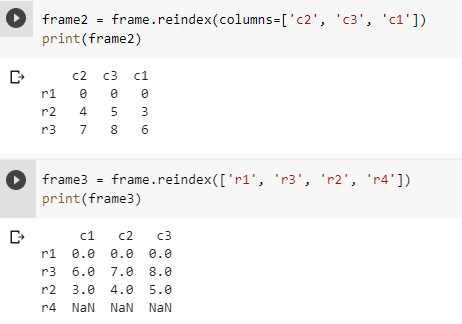 frame2 = frame.reindex(columns=['c2', 'c3', 'c1'])
print(frame2)
c2 c3 c1
r1 0 0 0
r2 4 5 3
r3 7 8 6
frame3 = frame.reindex(['r1', 'r3', 'r2', 'r4'])
print(frame3)
c1 c2 c3
r1 0.0 0.0 0.0
r3 6.0 7.0 8.0
r2 3.0 4.0 5.0
r4 NaN NaN NaN